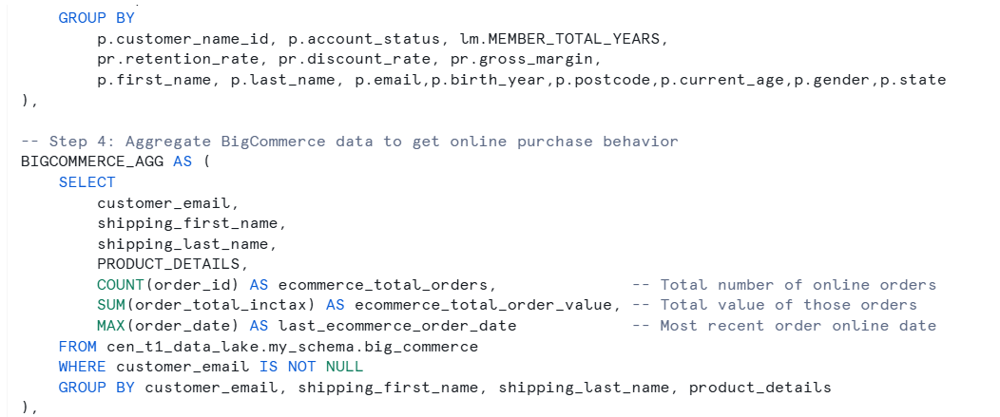 GROUP BY
p.customer_name_id, p.account_status, lm.MEMBER_TOTAL_YEARS,
pr.retention_rate, pr.discount_rate, pr.gross_margin,
p.first_name, p.last_name, p.email,p.birth_year,p.postcode,p.current_age,p.gender,p.state
),
-- Step 4: Aggregate BigCommerce data to get online purchase behavior
BIGCOMMERCE_AGG AS (
SELECT
customer_email,
shipping_first_name,
shipping_last_name,
PRODUCT_DETAILS,
COUNT(order_id) AS ecommerce_total_orders, -- Total number of online orders
SUM(order_total_inctax) AS ecommerce_total_order_value, -- Total value of those orders
MAX(order_date) AS last_ecommerce_order_date -- Most recent order online date
FROM cen_t1_data_lake.my_schema.big_commerce
WHERE customer_email IS NOT NULL
GROUP BY customer_email, shipping_first_name, shipping_last_name, product_details
),